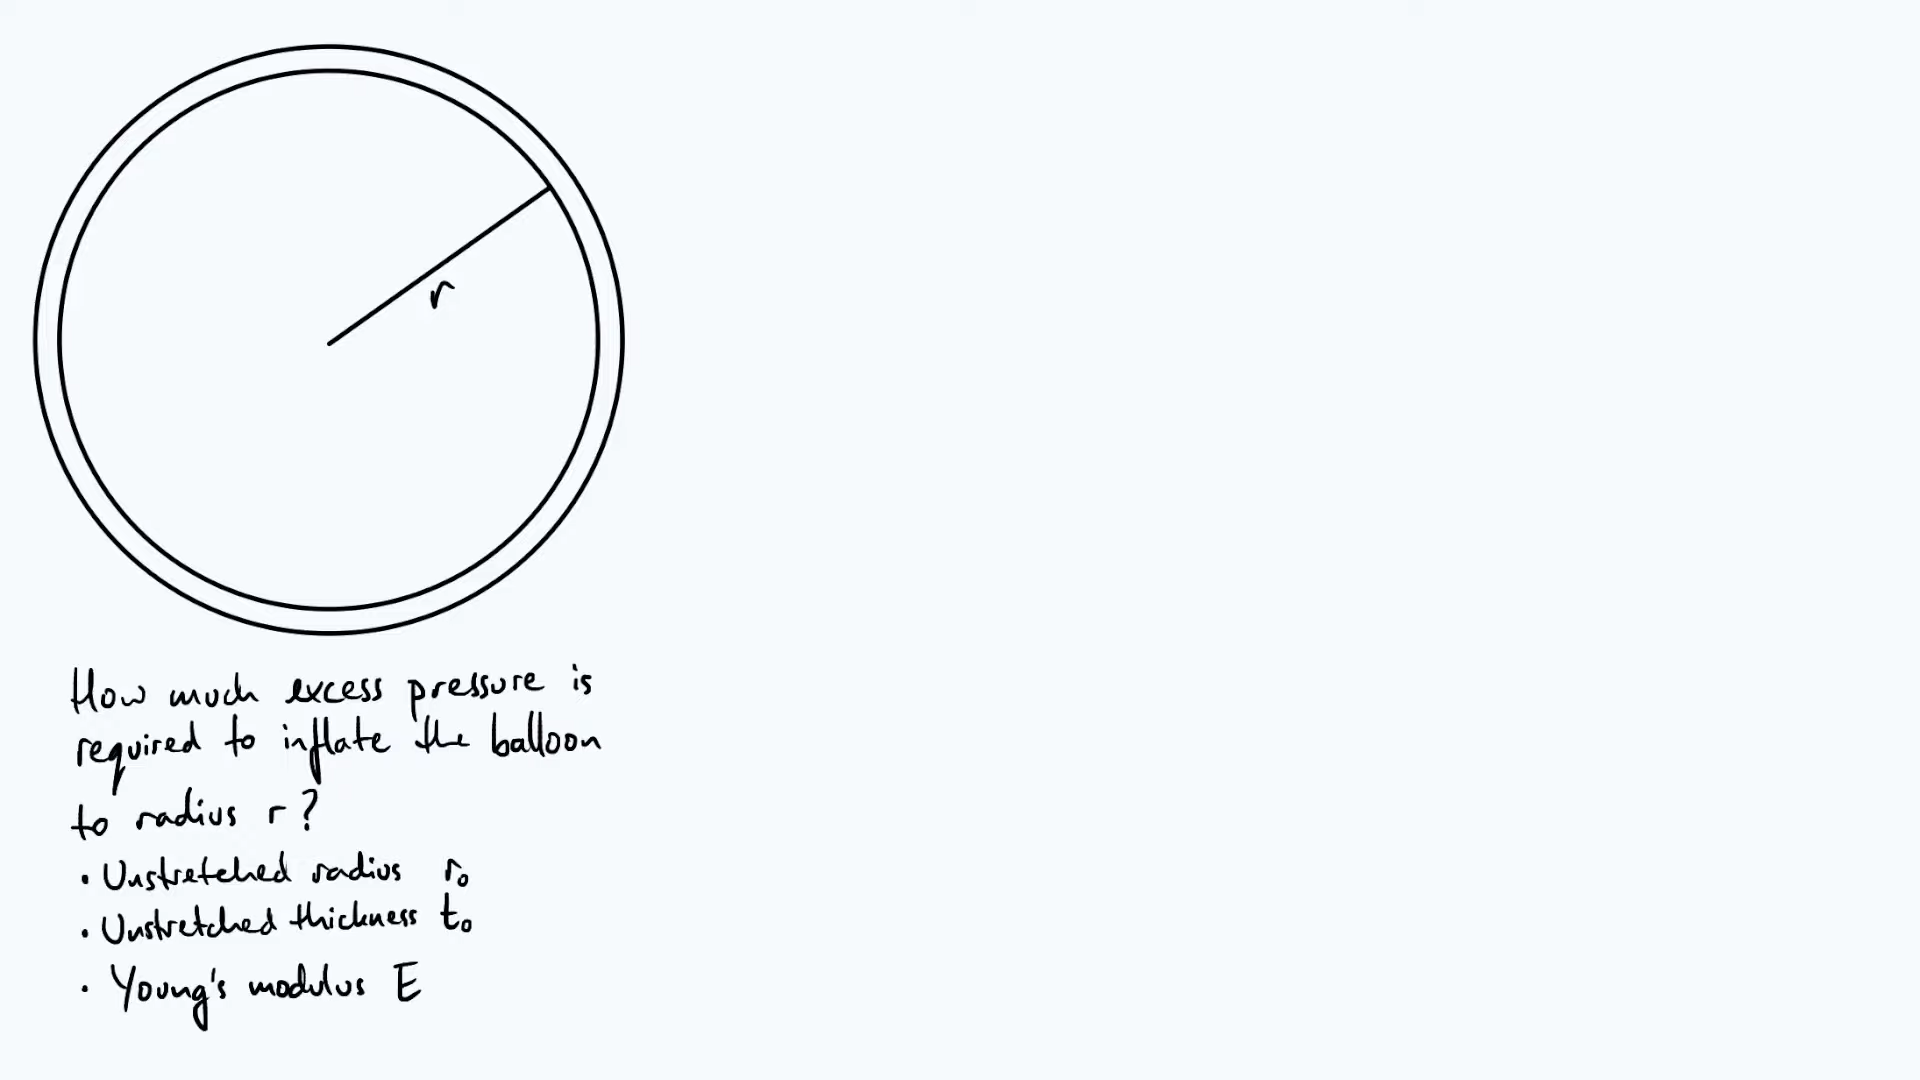 r
How much excess pressure is
required to inflate the balloon
to radius r?
• Unstretched radius r₀
• Unstretched thickness t₀
• Young's modulus E